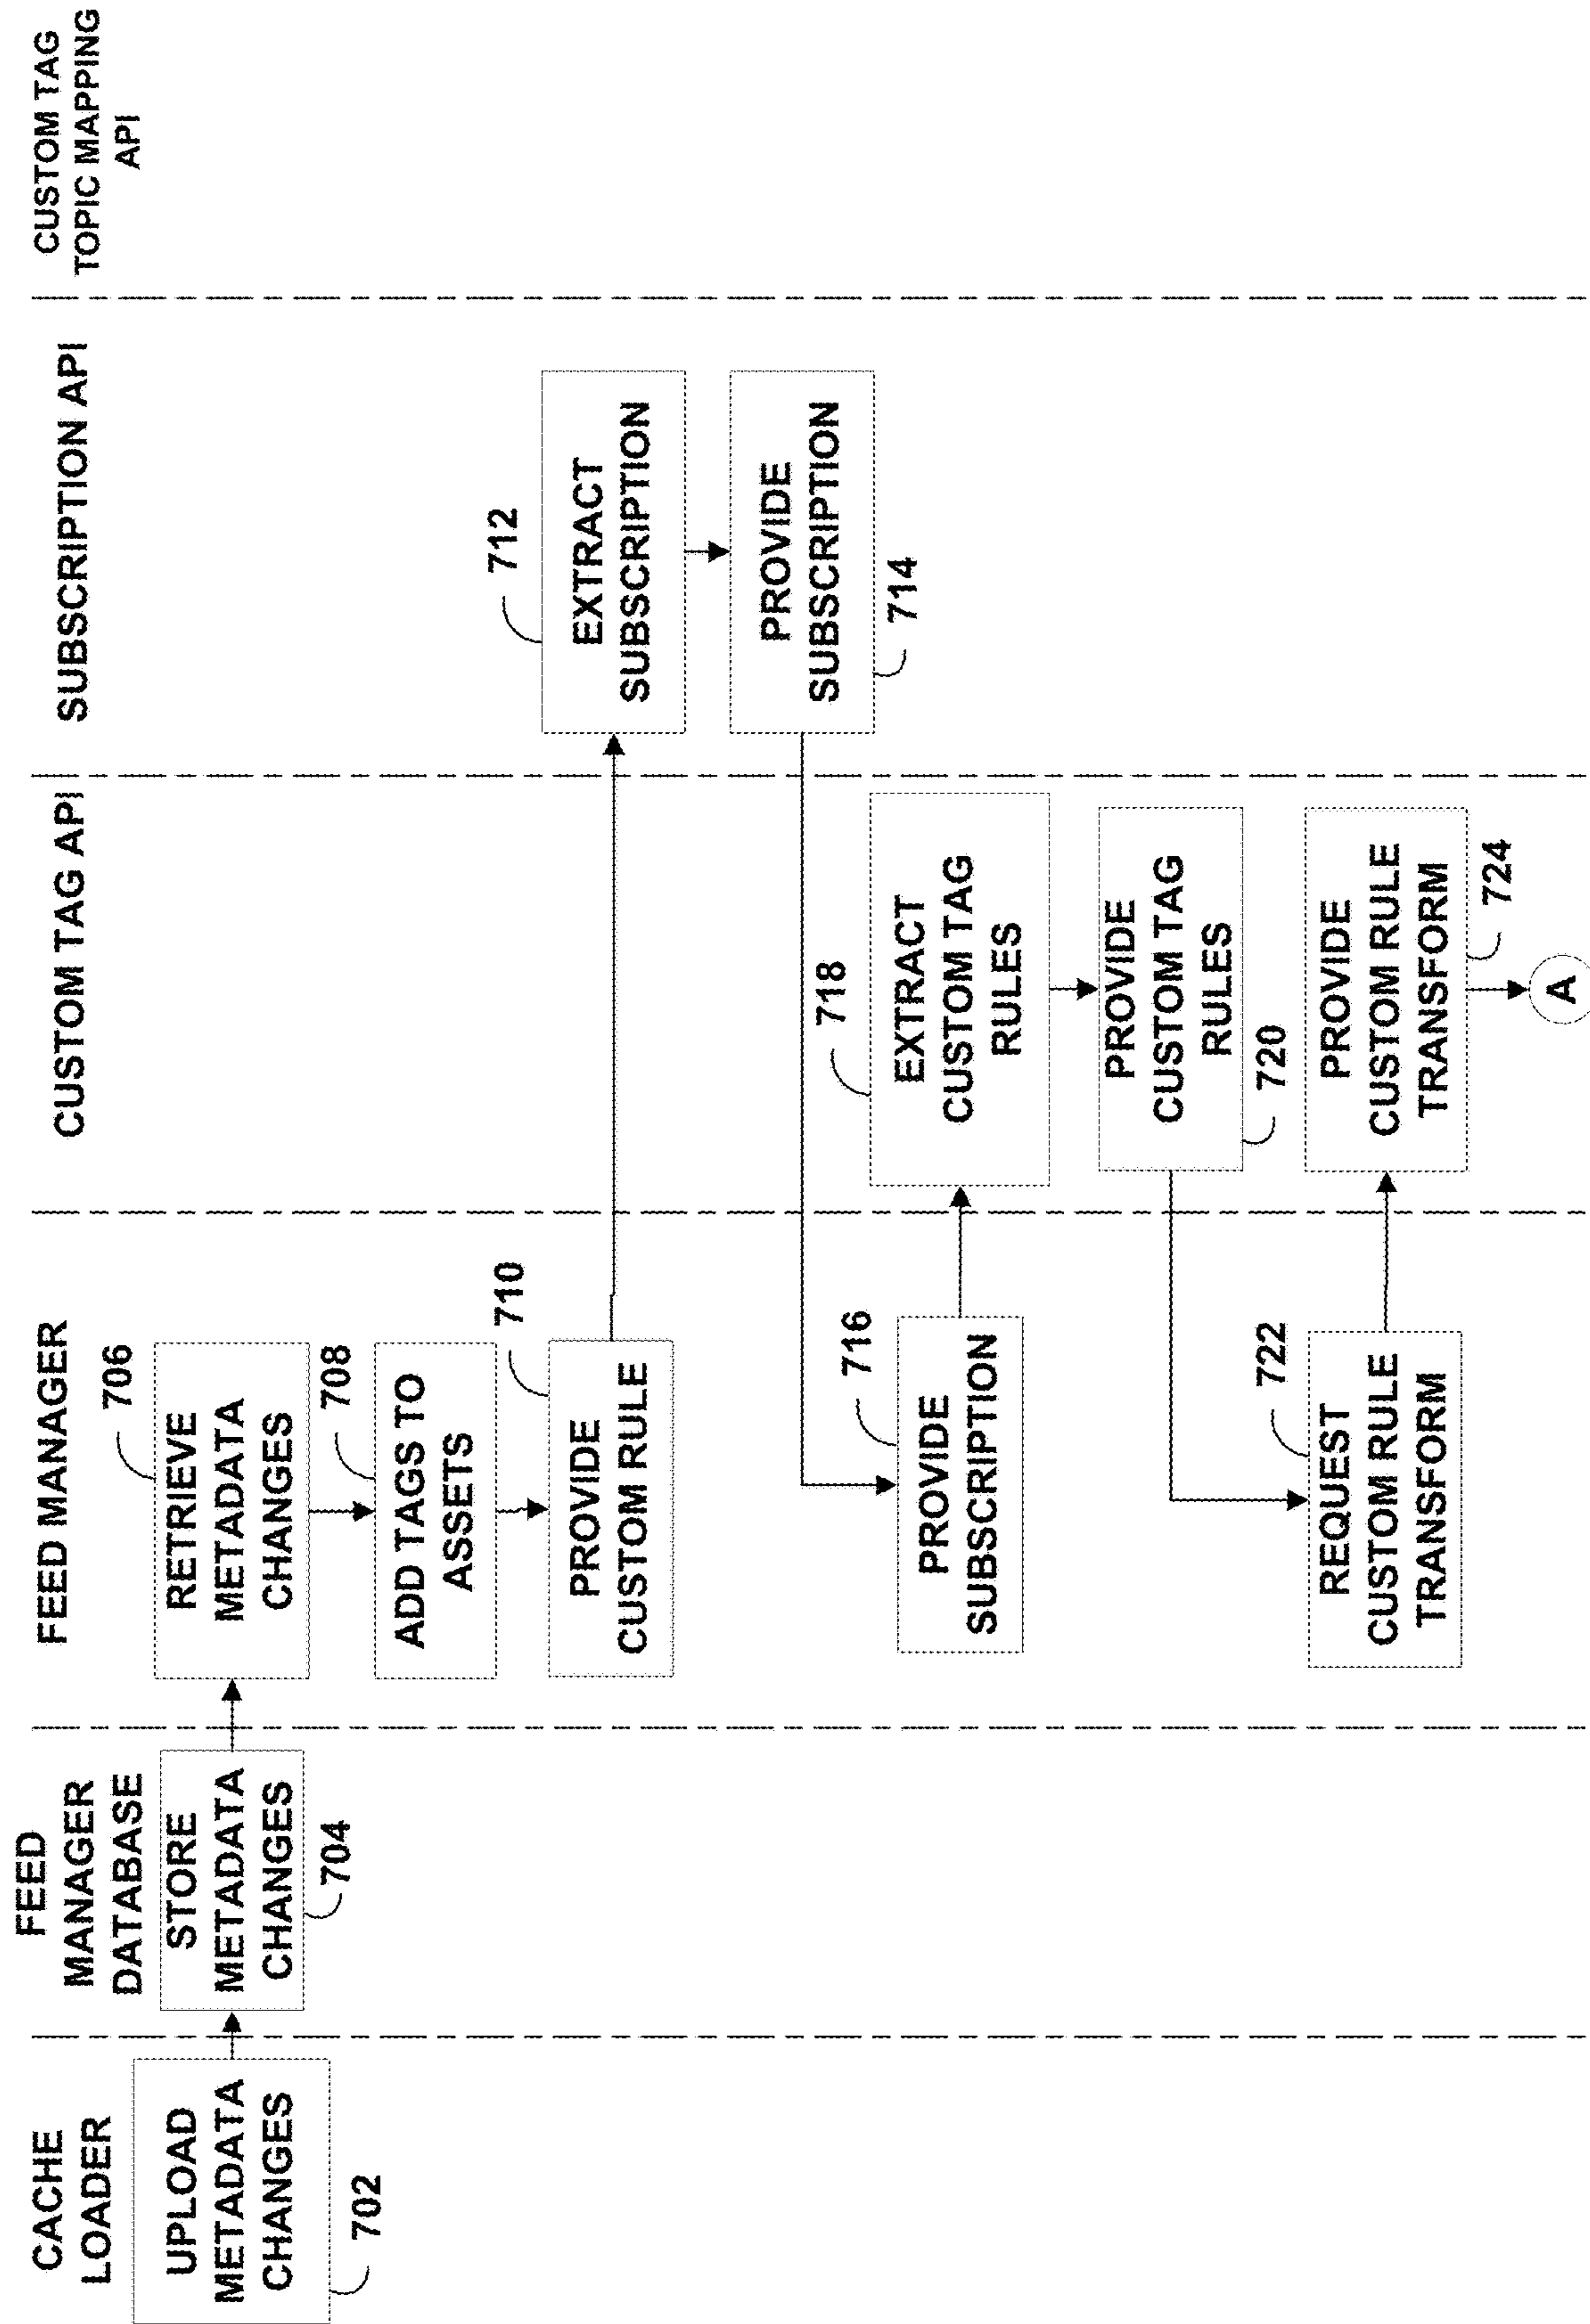 CACHE
LOADER
FEED
MANAGER
DATABASE
FEED MANAGER
CUSTOM TAG API
SUBSCRIPTION API
CUSTOM TAG
TOPIC MAPPING
API
UPLOAD
METADATA
CHANGES
702
STORE
METADATA
CHANGES
704
706
RETRIEVE
METADATA
CHANGES
708
ADD TAGS TO
ASSETS
710
PROVIDE
CUSTOM RULE
712
EXTRACT
SUBSCRIPTION
PROVIDE
SUBSCRIPTION
714
716
PROVIDE
SUBSCRIPTION
718
EXTRACT
CUSTOM TAG
RULES
PROVIDE
CUSTOM TAG
RULES
720
722
REQUEST
CUSTOM RULE
TRANSFORM
PROVIDE
CUSTOM RULE
TRANSFORM
724
A